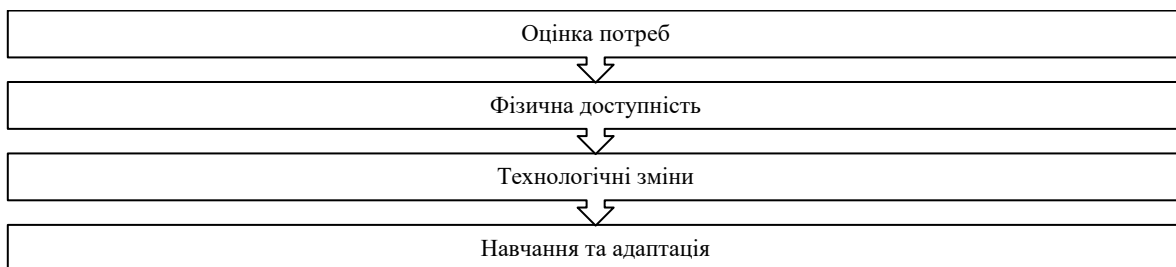 Оцінка потреб
Фізична доступність
Технологічні зміни
Навчання та адаптація